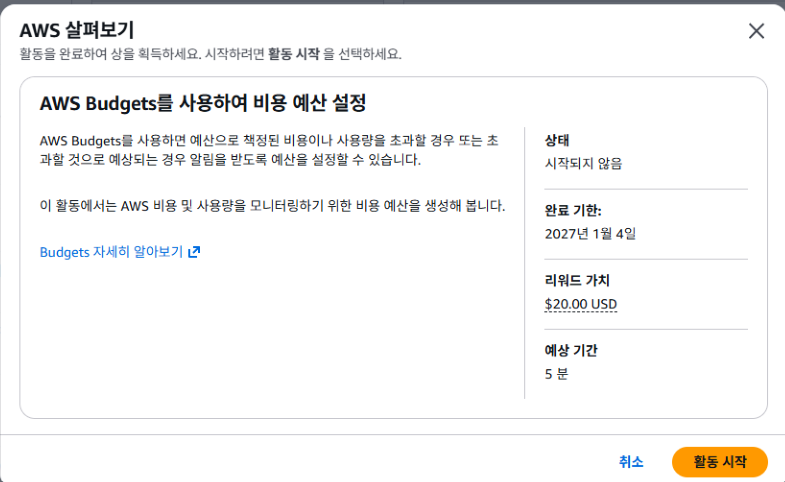 AWS 살펴보기
활동을 완료하여 상을 획득하세요. 시작하려면 활동 시작 을 선택하세요.
AWS Budgets를 사용하여 비용 예산 설정
AWS Budgets를 사용하면 예산으로 책정된 비용이나 사용량을 초과할 경우 또는 초
과할 것으로 예상되는 경우 알림을 받도록 예산을 설정할 수 있습니다.
이 활동에서는 AWS 비용 및 사용량을 모니터링하기 위한 비용 예산을 생성해 봅니다.
Budgets 자세히 알아보기
상태
시작되지 않음
완료 기한:
2027년 1월 4일
리워드 가치
$20.00 USD
예상 기간
5 분
취소
활동 시작